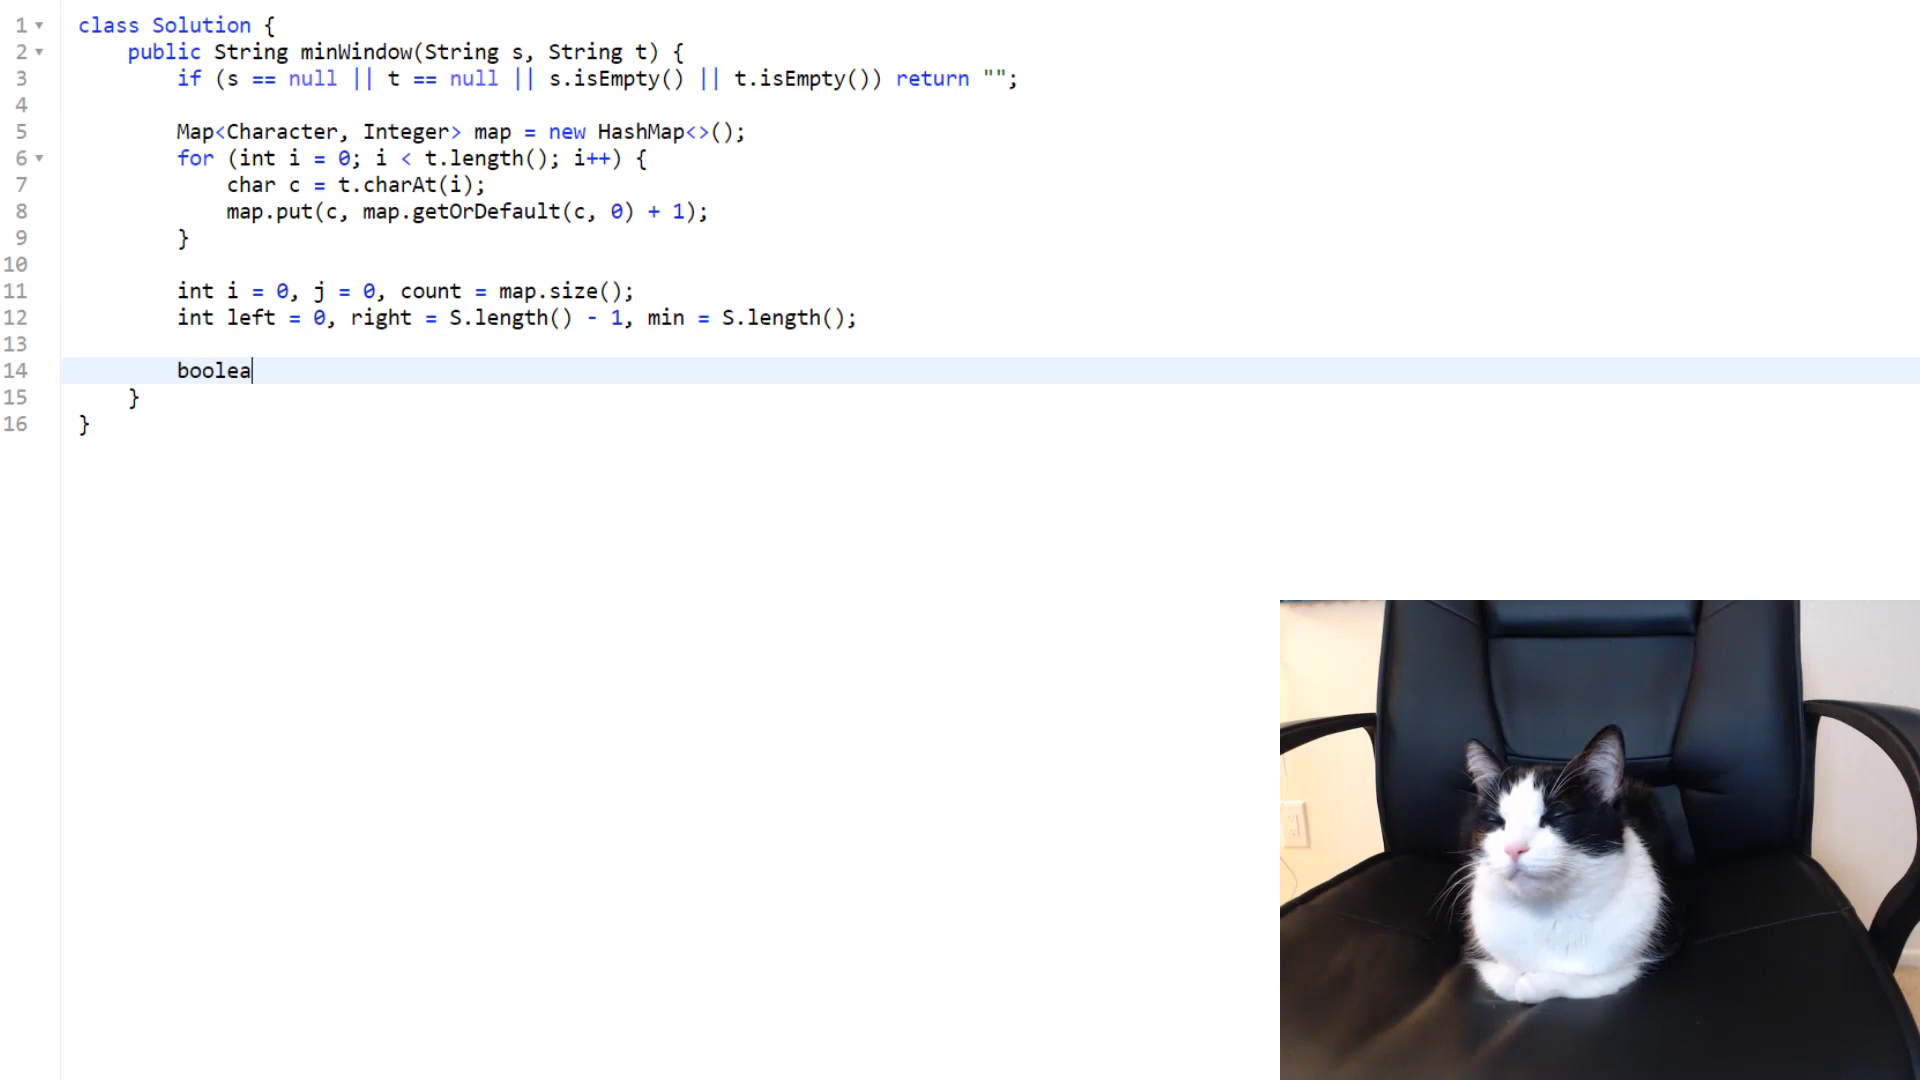 1 class Solution {
2 public String minWindow(String s, String t) {
3 if (s == null || t == null || s.isEmpty() || t.isEmpty()) return "";
4
5 Map<Character, Integer> map = new HashMap<>();
6 for (int i = 0; i < t.length(); i++) {
7 char c = t.charAt(i);
8 map.put(c, map.getOrDefault(c, 0) + 1);
9 }
10
11 int i = 0, j = 0, count = map.size();
12 int left = 0, right = S.length() - 1, min = S.length();
13
14 boolea
15 }
16 }